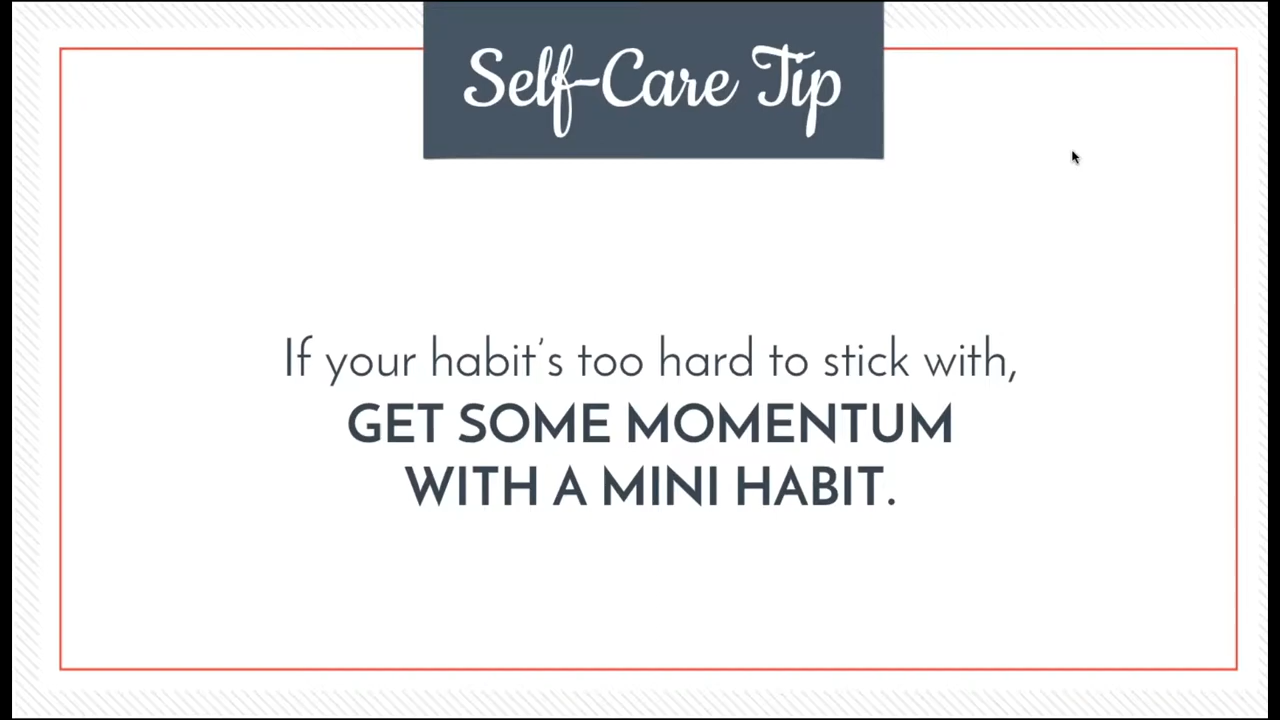 Self-Care Tip
If your habit's too hard to stick with,
GET SOME MOMENTUM
WITH A MINI HABIT.